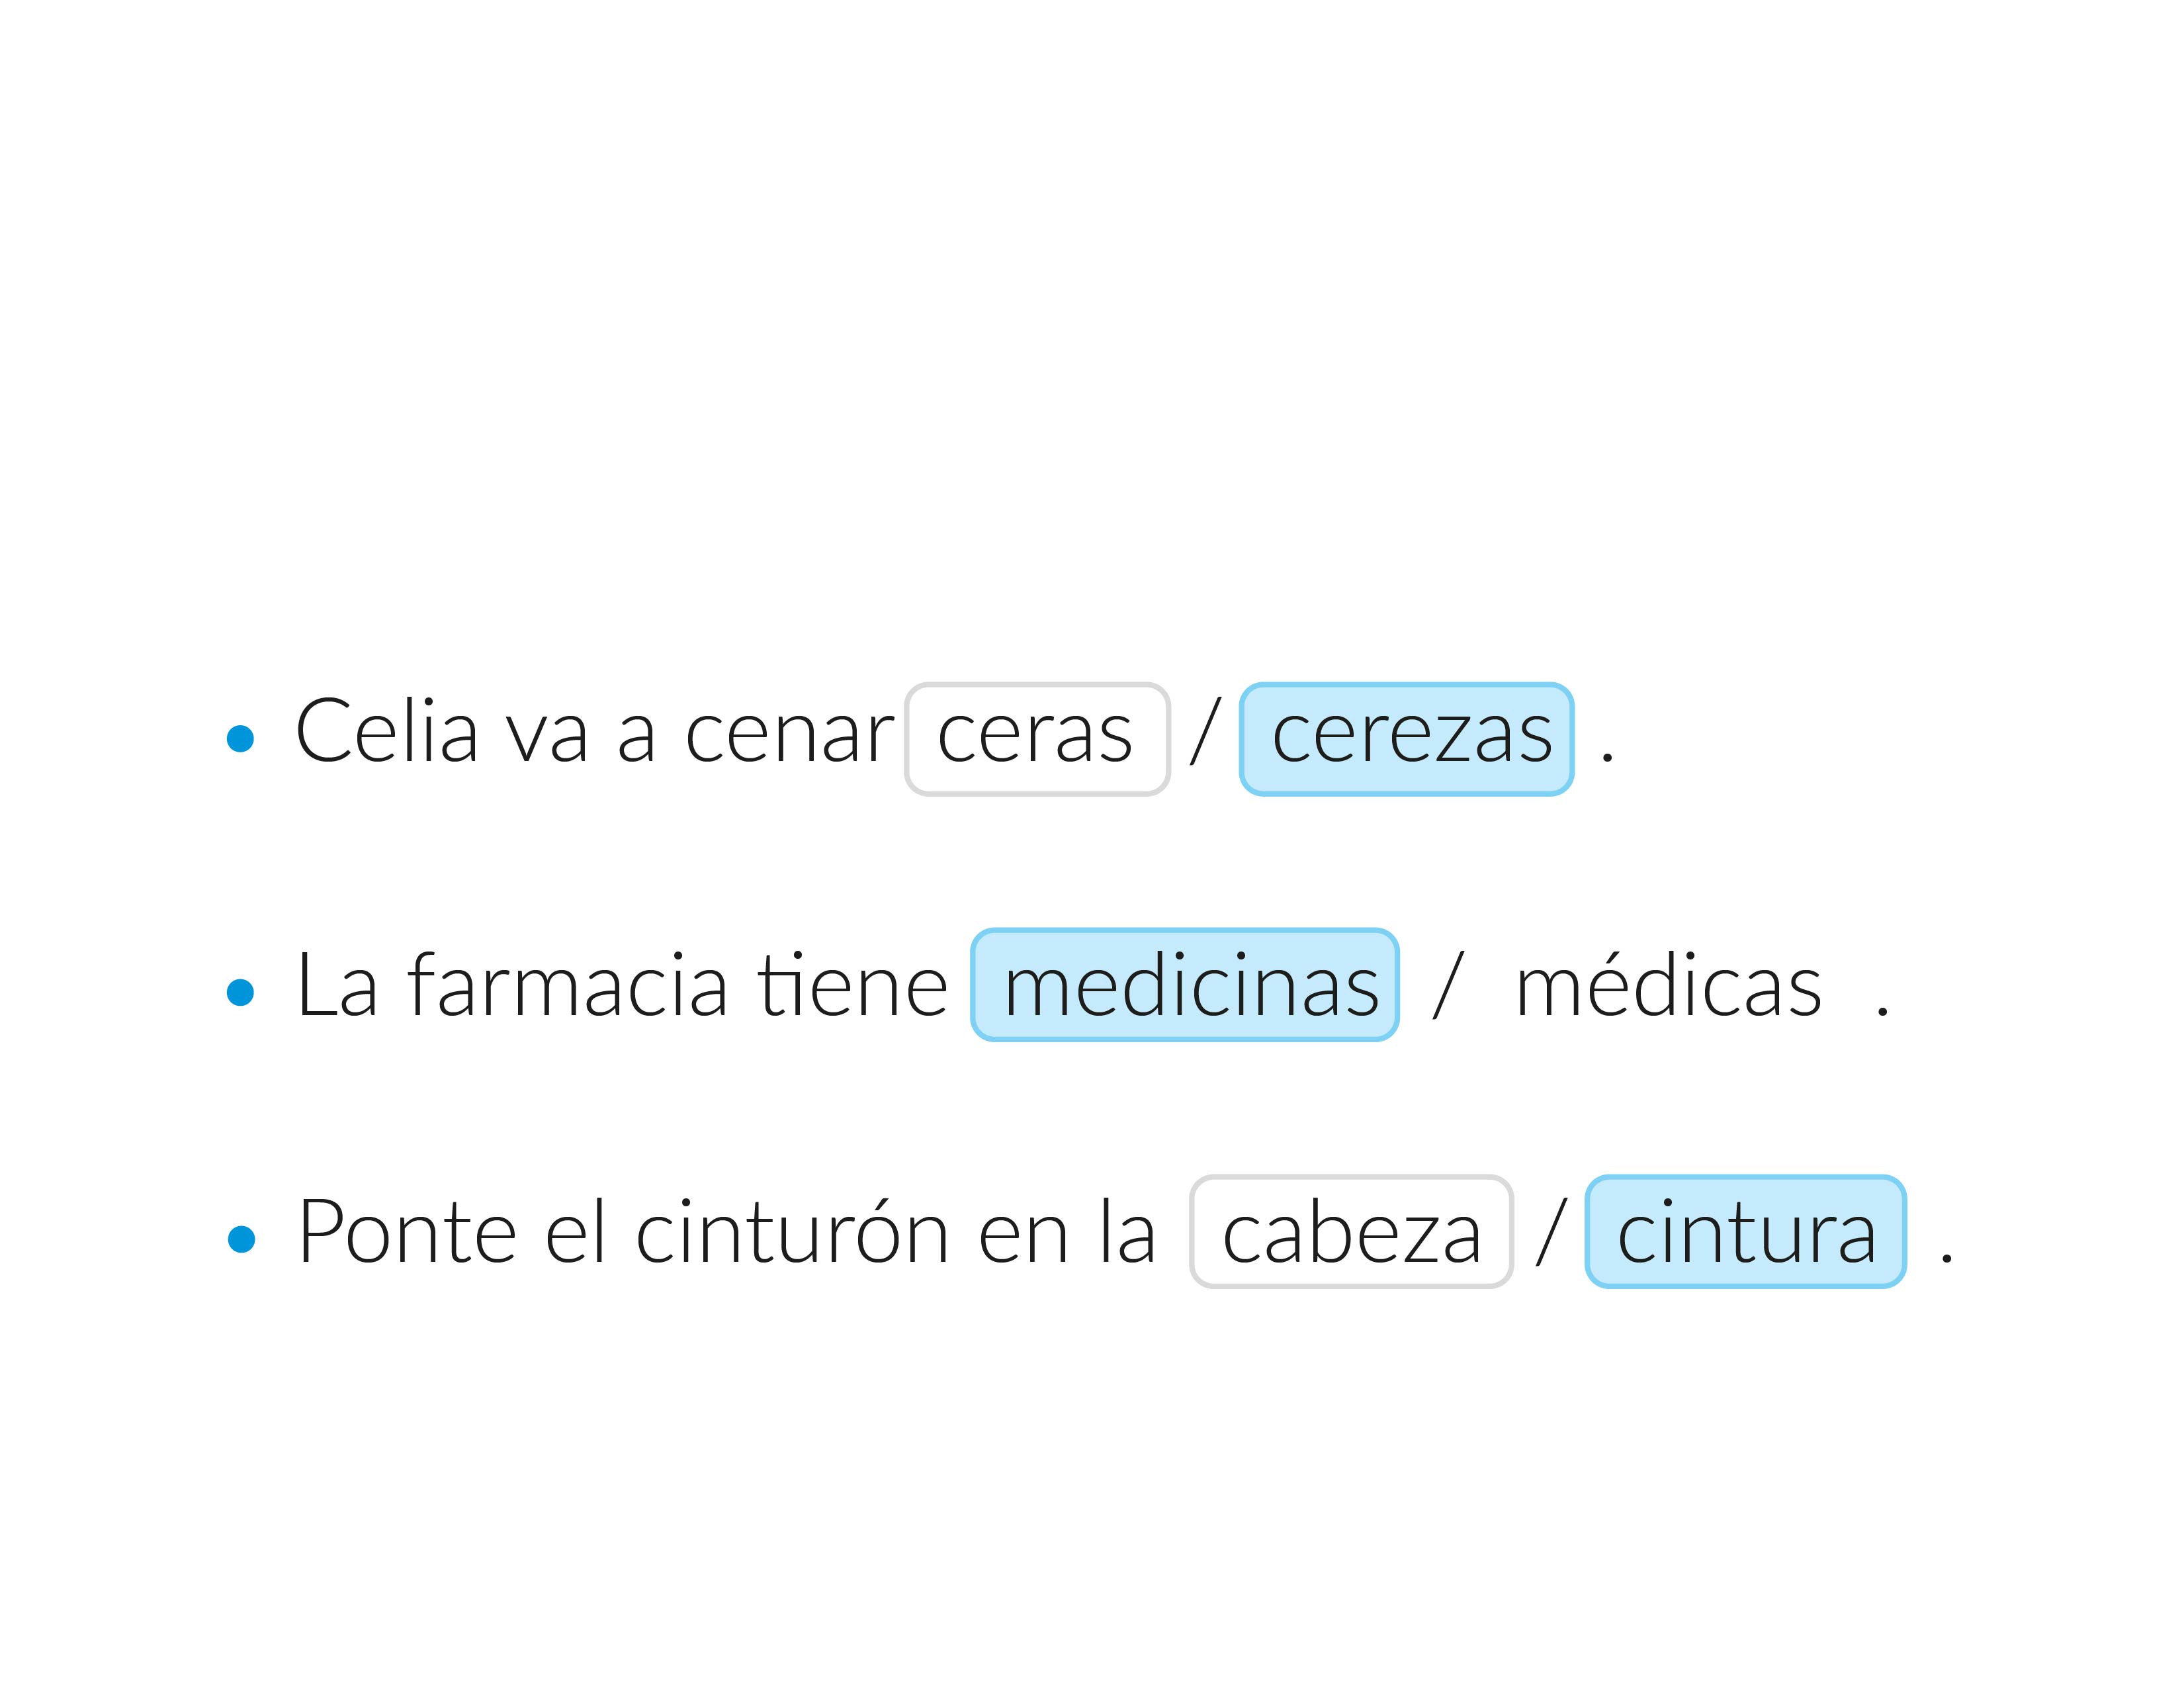 • Celia va a cenar ceras / cerezas .
• La farmacia tiene medicinas / médicas .
• Ponte el cinturón en la cabeza / cintura .